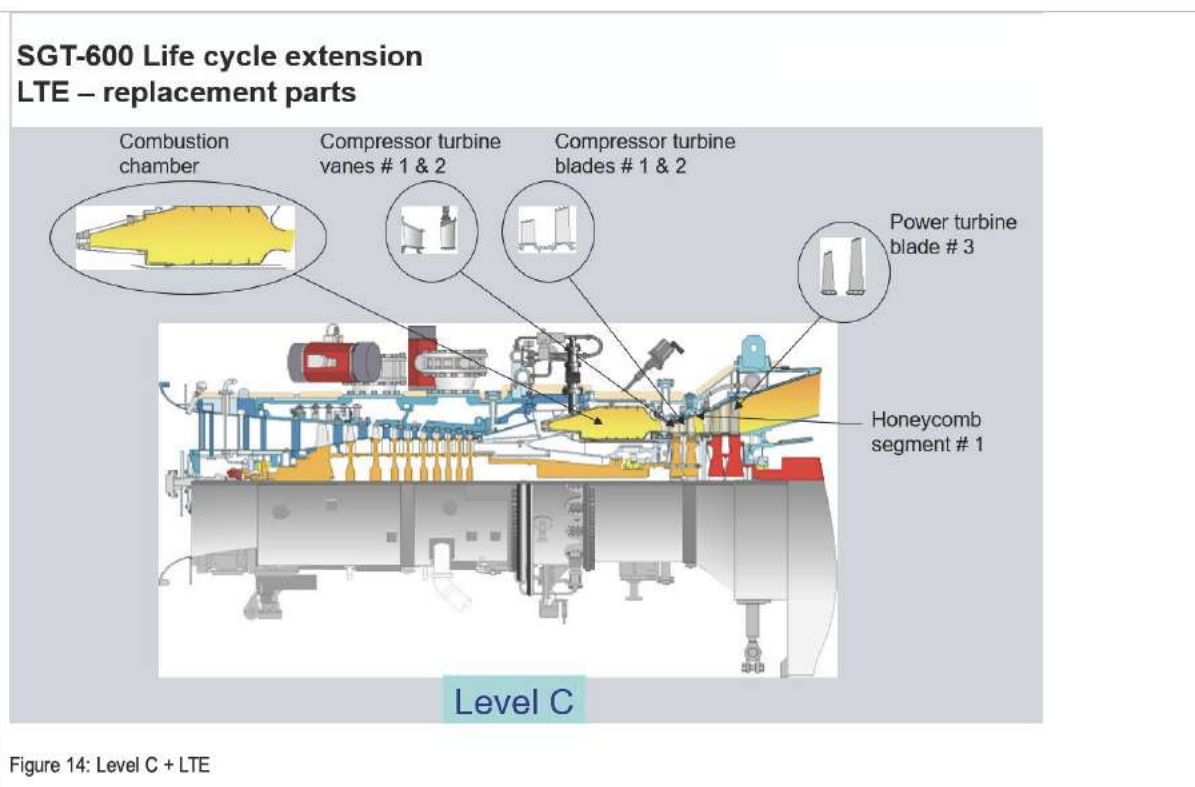 SGT-600 Life cycle extension
LTE – replacement parts
Combustion
chamber
Compressor turbine
vanes # 1 & 2
Compressor turbine
blades # 1 & 2
Power turbine
blade # 3
Honeycomb
segment # 1
Level C
Figure 14: Level C + LTE